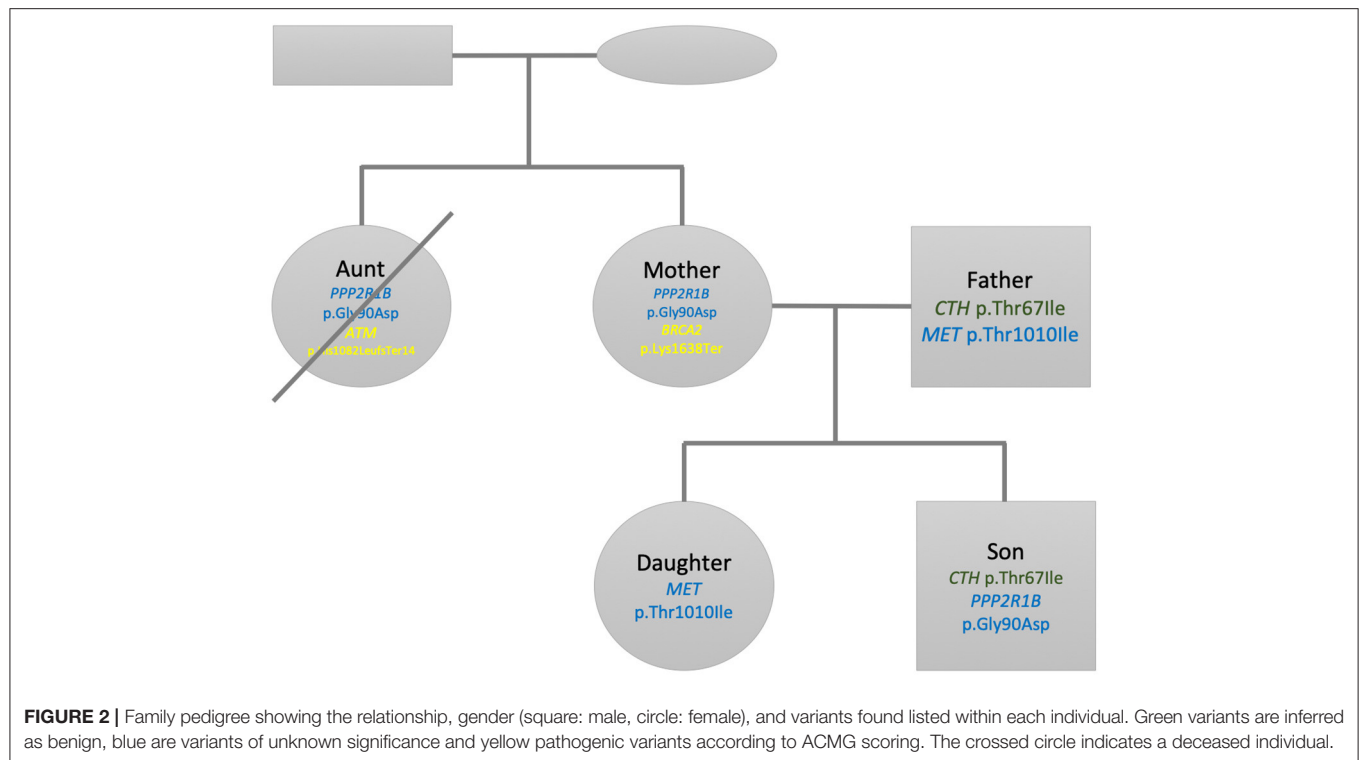 Aunt
PPP2R1B
p.Gly90Asp
ATM
Mother
PPP2R1B
p.Gly90Asp
BRCA2
p.Lys1638Ter
Father
CTH p.Thr67Ile
MET p.Thr1010Ile
Daughter
MET
p.Thr1010Ile
Son
CTH p.Thr67Ile
PPP2R1B
p.Gly90Asp
FIGURE 2 | Family pedigree showing the relationship, gender (square: male, circle: female), and variants found listed within each individual. Green variants are inferred
as benign, blue are variants of unknown significance and yellow pathogenic variants according to ACMG scoring. The crossed circle indicates a deceased individual.